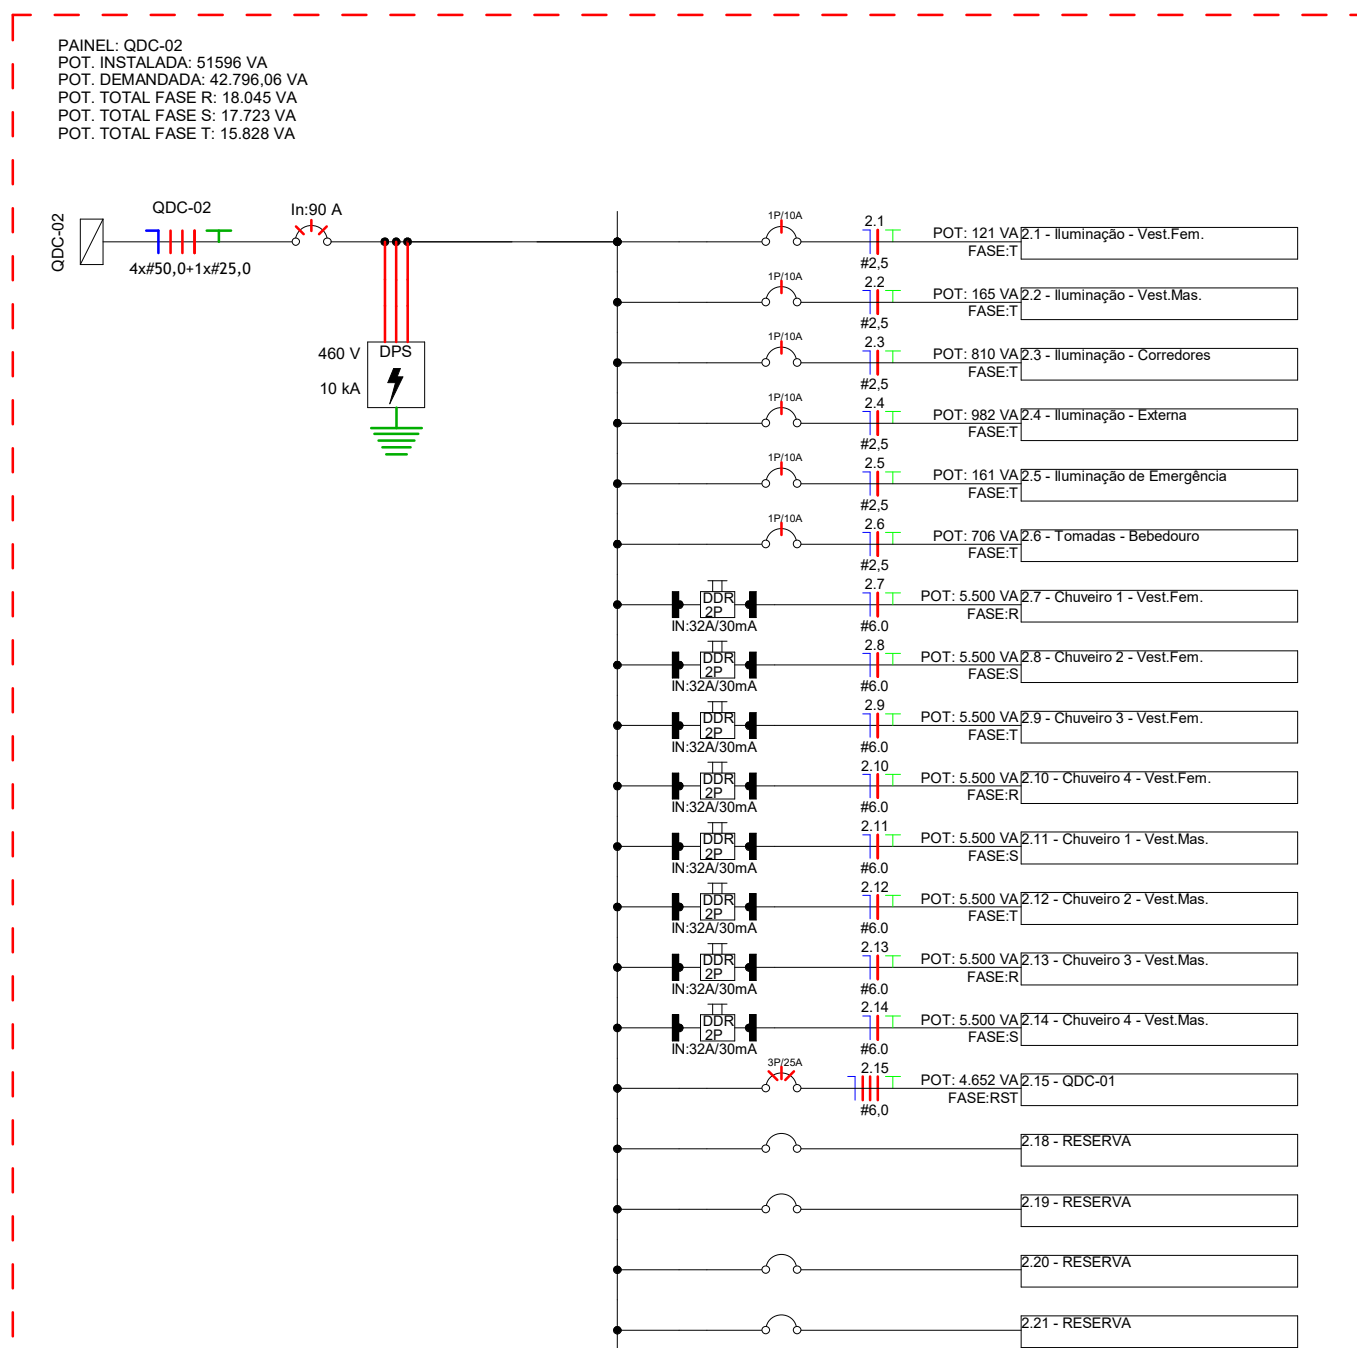 PAINEL: QDC-02
POT. INSTALADA: 51596 VA
POT. DEMANDADA: 42.796,06 VA
POT. TOTAL FASE R: 18.045 VA
POT. TOTAL FASE S: 17.723 VA
POT. TOTAL FASE T: 15.828 VA
QDC-02
QDC-02
4x#50,0+1x#25,0
In:90 A
460 V
10 kA
DPS
1P/10A
2.1
#2,5
POT: 121 VA
FASE:T
2.1 - Iluminação - Vest.Fem.
1P/10A
2.2
#2,5
POT: 165 VA
FASE:T
2.2 - Iluminação - Vest.Mas.
1P/10A
2.3
#2,5
POT: 810 VA
FASE:T
2.3 - Iluminação - Corredores
1P/10A
2.4
#2,5
POT: 982 VA
FASE:T
2.4 - Iluminação - Externa
1P/10A
2.5
#2,5
POT: 161 VA
FASE:T
2.5 - Iluminação de Emergência
1P/10A
2.6
#2,5
POT: 706 VA
FASE:T
2.6 - Tomadas - Bebedouro
DDR
2P
IN:32A/30mA
2.7
#6.0
POT: 5.500 VA
FASE:R
2.7 - Chuveiro 1 - Vest.Fem.
DDR
2P
IN:32A/30mA
2.8
#6.0
POT: 5.500 VA
FASE:S
2.8 - Chuveiro 2 - Vest.Fem.
DDR
2P
IN:32A/30mA
2.9
#6.0
POT: 5.500 VA
FASE:T
2.9 - Chuveiro 3 - Vest.Fem.
DDR
2P
IN:32A/30mA
2.10
#6.0
POT: 5.500 VA
FASE:R
2.10 - Chuveiro 4 - Vest.Fem.
DDR
2P
IN:32A/30mA
2.11
#6.0
POT: 5.500 VA
FASE:S
2.11 - Chuveiro 1 - Vest.Mas.
DDR
2P
IN:32A/30mA
2.12
#6.0
POT: 5.500 VA
FASE:T
2.12 - Chuveiro 2 - Vest.Mas.
DDR
2P
IN:32A/30mA
2.13
#6.0
POT: 5.500 VA
FASE:R
2.13 - Chuveiro 3 - Vest.Mas.
DDR
2P
IN:32A/30mA
2.14
#6.0
POT: 5.500 VA
FASE:S
2.14 - Chuveiro 4 - Vest.Mas.
3P/25A
2.15
#6,0
POT: 4.652 VA
FASE:RST
2.15 - QDC-01
2.18 - RESERVA
2.19 - RESERVA
2.20 - RESERVA
2.21 - RESERVA